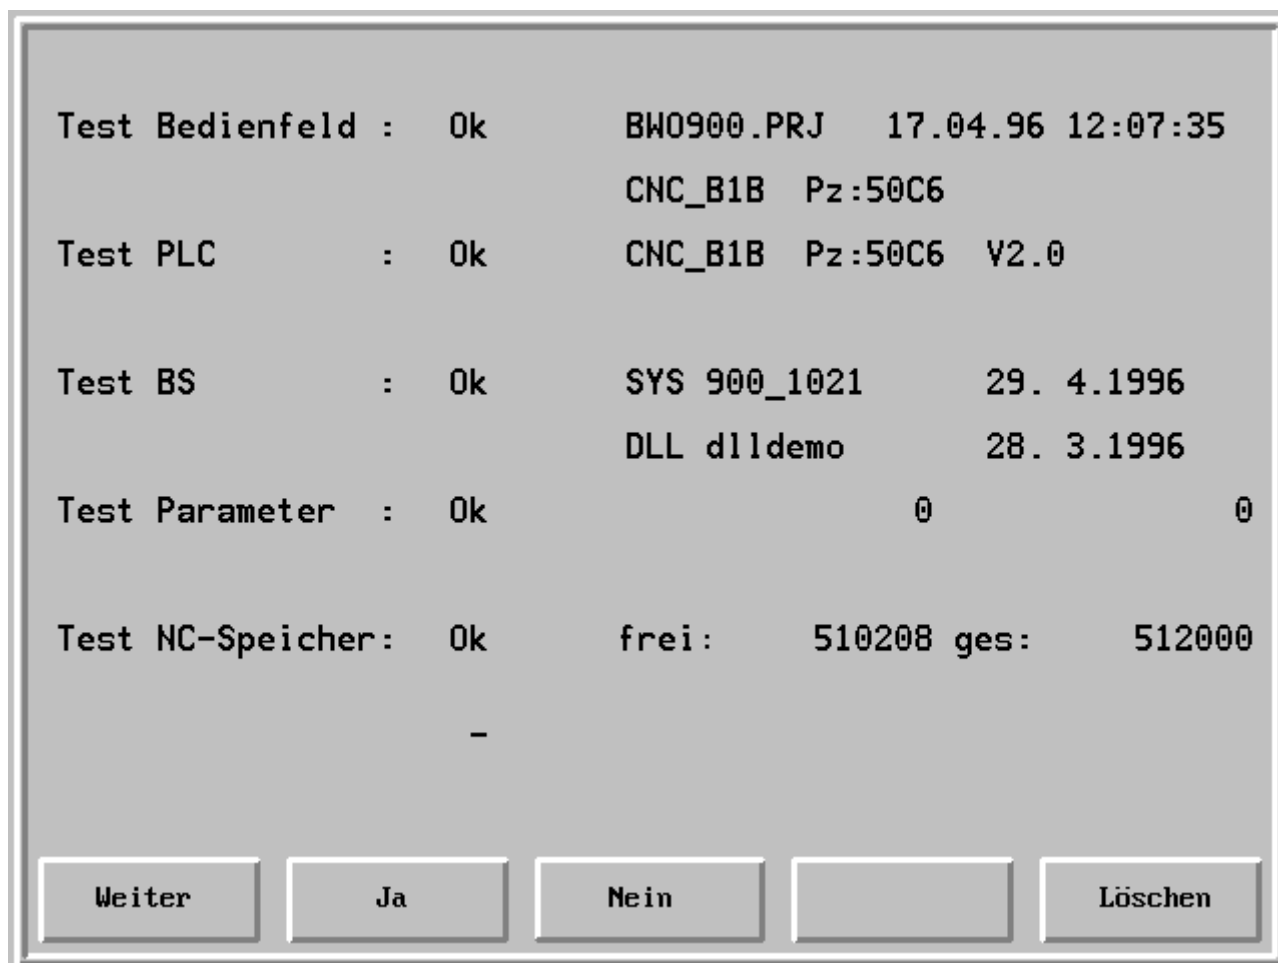 Test Bedienfeld : Ok BWO900.PRJ 17.04.96 12:07:35
CNC_B1B Pz:50C6
Test PLC : Ok CNC_B1B Pz:50C6 V2.0
Test BS : Ok SYS 900_1021 29. 4.1996
DLL dlldemo 28. 3.1996
Test Parameter : Ok 0 0
Test NC-Speicher: Ok frei: 510208 ges: 512000
_
Weiter Ja Nein Löschen